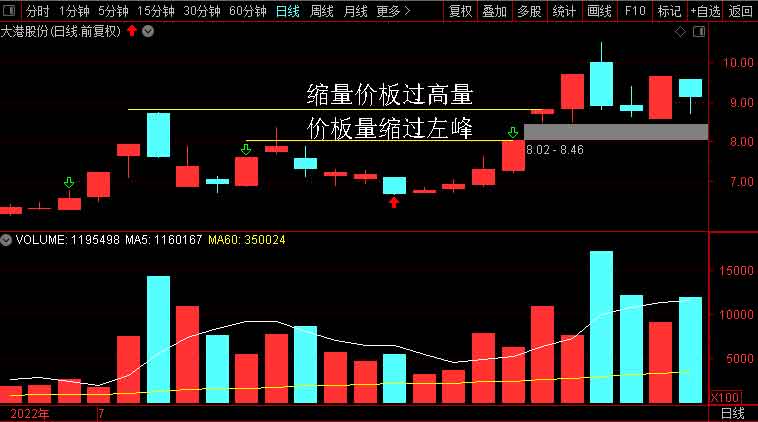 分时 1分钟 5分钟 15分钟 30分钟 60分钟 日线 周线 月线 更多 复权 叠加 多股 统计 画线 F10 标记 +自选 返回
大港股份(日线.前复权)
10.00
缩量价板过高量
9.00
价板量缩过左峰
8.00
8.02 - 8.46
7.00
VOLUME: 1195498 MA5: 1160167 MA60: 350024
15000
10000
5000
X100
2022年 7 日线